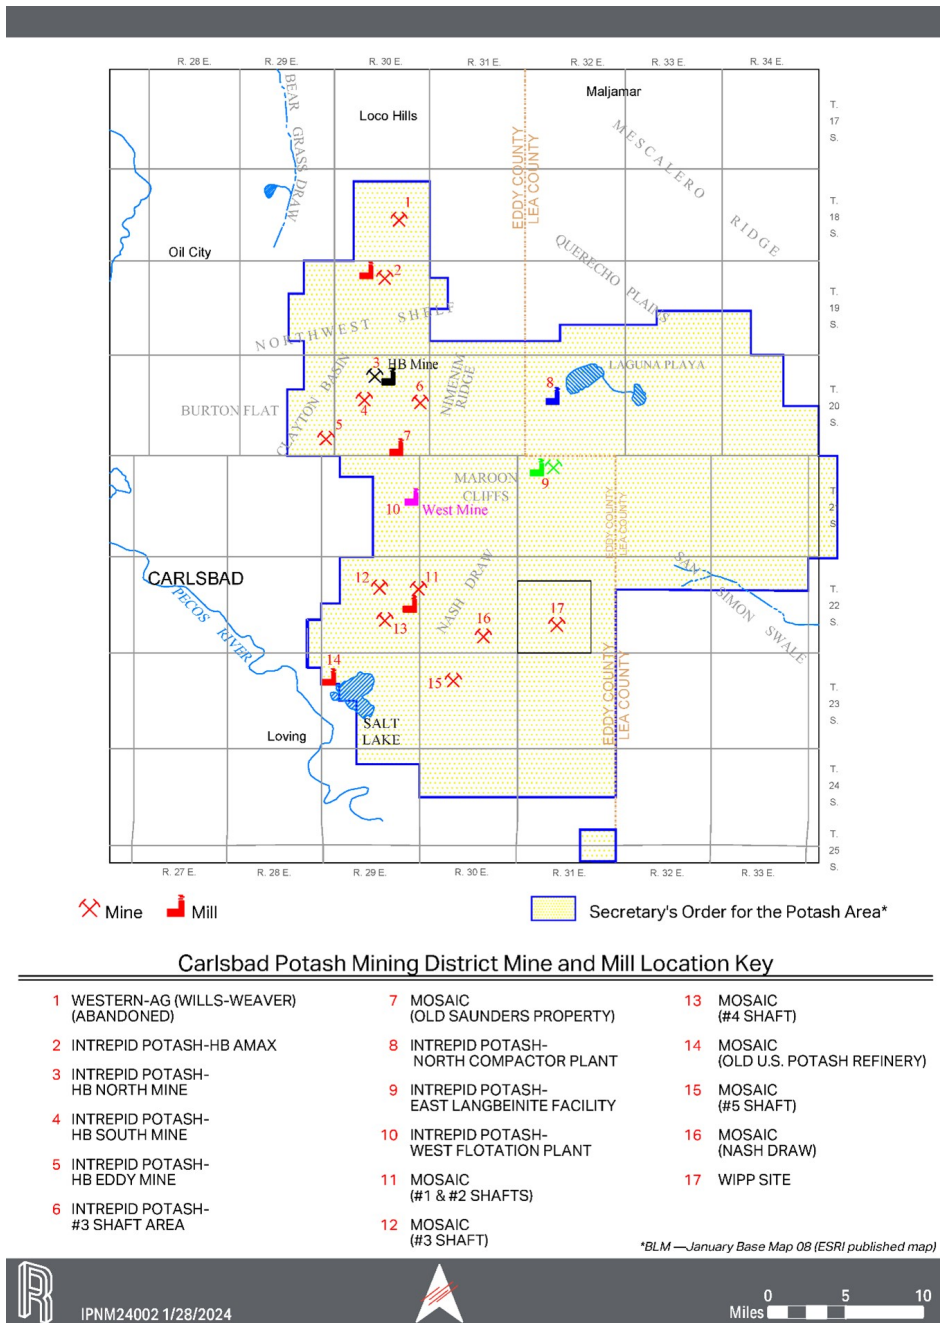 R. 28 E. R. 29 E. R. 30 E. R. 31 E. R. 32 E. R. 33 E. R. 34 E.
Maljamar
Loco Hills
BEAR GRASS DRAW
EDDY COUNTY
LEA COUNTY
MESCALERO RIDGE
T.
17
S.
1
T.
18
S.
Oil City
QUERECHO PLAINS
2
T.
19
S.
NORTHWEST SHELF
3 HB Mine
LAGUNA PLAYA
CLAYTON BASIN
NIMENIM
RIDGE
6
8
4
BURTON FLAT
T.
20
S.
5
7
MAROON
CLIFFS
9
10 West Mine
EDDY COUNTY
LEA COUNTY
T
2
S
CARLSBAD
12
11
NASH DRAW
SAN SIMON SWALE
PECOS RIVER
13
16
17
T.
22
S.
14
15
EDDY COUNTY
LEA COUNTY
T.
23
S.
SALT
LAKE
Loving
T.
24
S.
T.
25
S.
R. 27 E. R. 28 E. R. 29 E. R. 30 E. R. 31 E. R. 32 E. R. 33 E.
Mine Mill Secretary's Order for the Potash Area*
Carlsbad Potash Mining District Mine and Mill Location Key
1 WESTERN-AG (WILLS-WEAVER)
(ABANDONED)
2 INTREPID POTASH-HB AMAX
3 INTREPID POTASH-
HB NORTH MINE
4 INTREPID POTASH-
HB SOUTH MINE
5 INTREPID POTASH-
HB EDDY MINE
6 INTREPID POTASH-
#3 SHAFT AREA
7 MOSAIC
(OLD SAUNDERS PROPERTY)
8 INTREPID POTASH-
NORTH COMPACTOR PLANT
9 INTREPID POTASH-
EAST LANGBEINITE FACILITY
10 INTREPID POTASH-
WEST FLOTATION PLANT
11 MOSAIC
(#1 & #2 SHAFTS)
12 MOSAIC
(#3 SHAFT)
13 MOSAIC
(#4 SHAFT)
14 MOSAIC
(OLD U.S. POTASH REFINERY)
15 MOSAIC
(#5 SHAFT)
16 MOSAIC
(NASH DRAW)
17 WIPP SITE
*BLM —January Base Map 08 (ESRI published map)
R
IPNM24002 1/28/2024
0 5 10
Miles